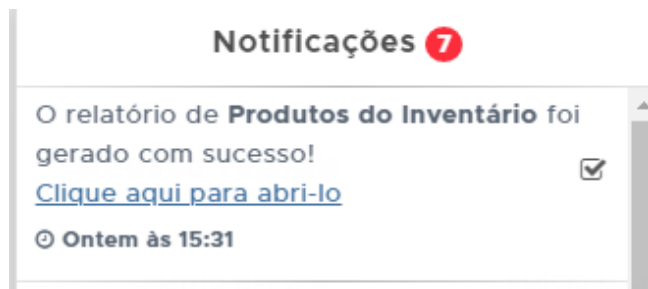 Notificações 7
O relatório de Produtos do Inventário foi
gerado com sucesso!
Clique aqui para abri-lo
Ontem às 15:31